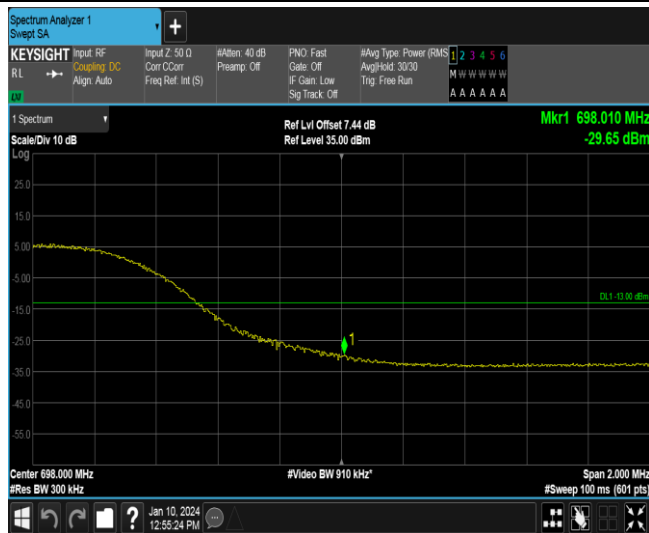 Spectrum Analyzer 1
Swept SA
+
KEYSIGHT Input: RF Input Z: 50 Ω #Atten: 40 dB PNO: Fast #Avg Type: Power (RMS 1 2 3 4 5 6
RL Coupling: DC Corr CCorr Preamp: Off Gate: Off Avg|Hold: 30/30 M W W W W W
Align: Auto Freq Ref: Int (S) IF Gain: Low Trig: Free Run
Sig Track: Off A A A A A A
1 Spectrum Ref Lvl Offset 7.44 dB Mkr1 698.010 MHz
Scale/Div 10 dB Ref Level 35.00 dBm -29.65 dBm
Log
25.0
15.0
5.00
-5.00
DL1 -13.00 dBm
-15.0
-25.0
1
-35.0
-45.0
-55.0
Center 698.000 MHz #Video BW 910 kHz* Span 2.000 MHz
#Res BW 300 kHz #Sweep 100 ms (601 pts)
? Jan 10, 2024
12:55:24 PM